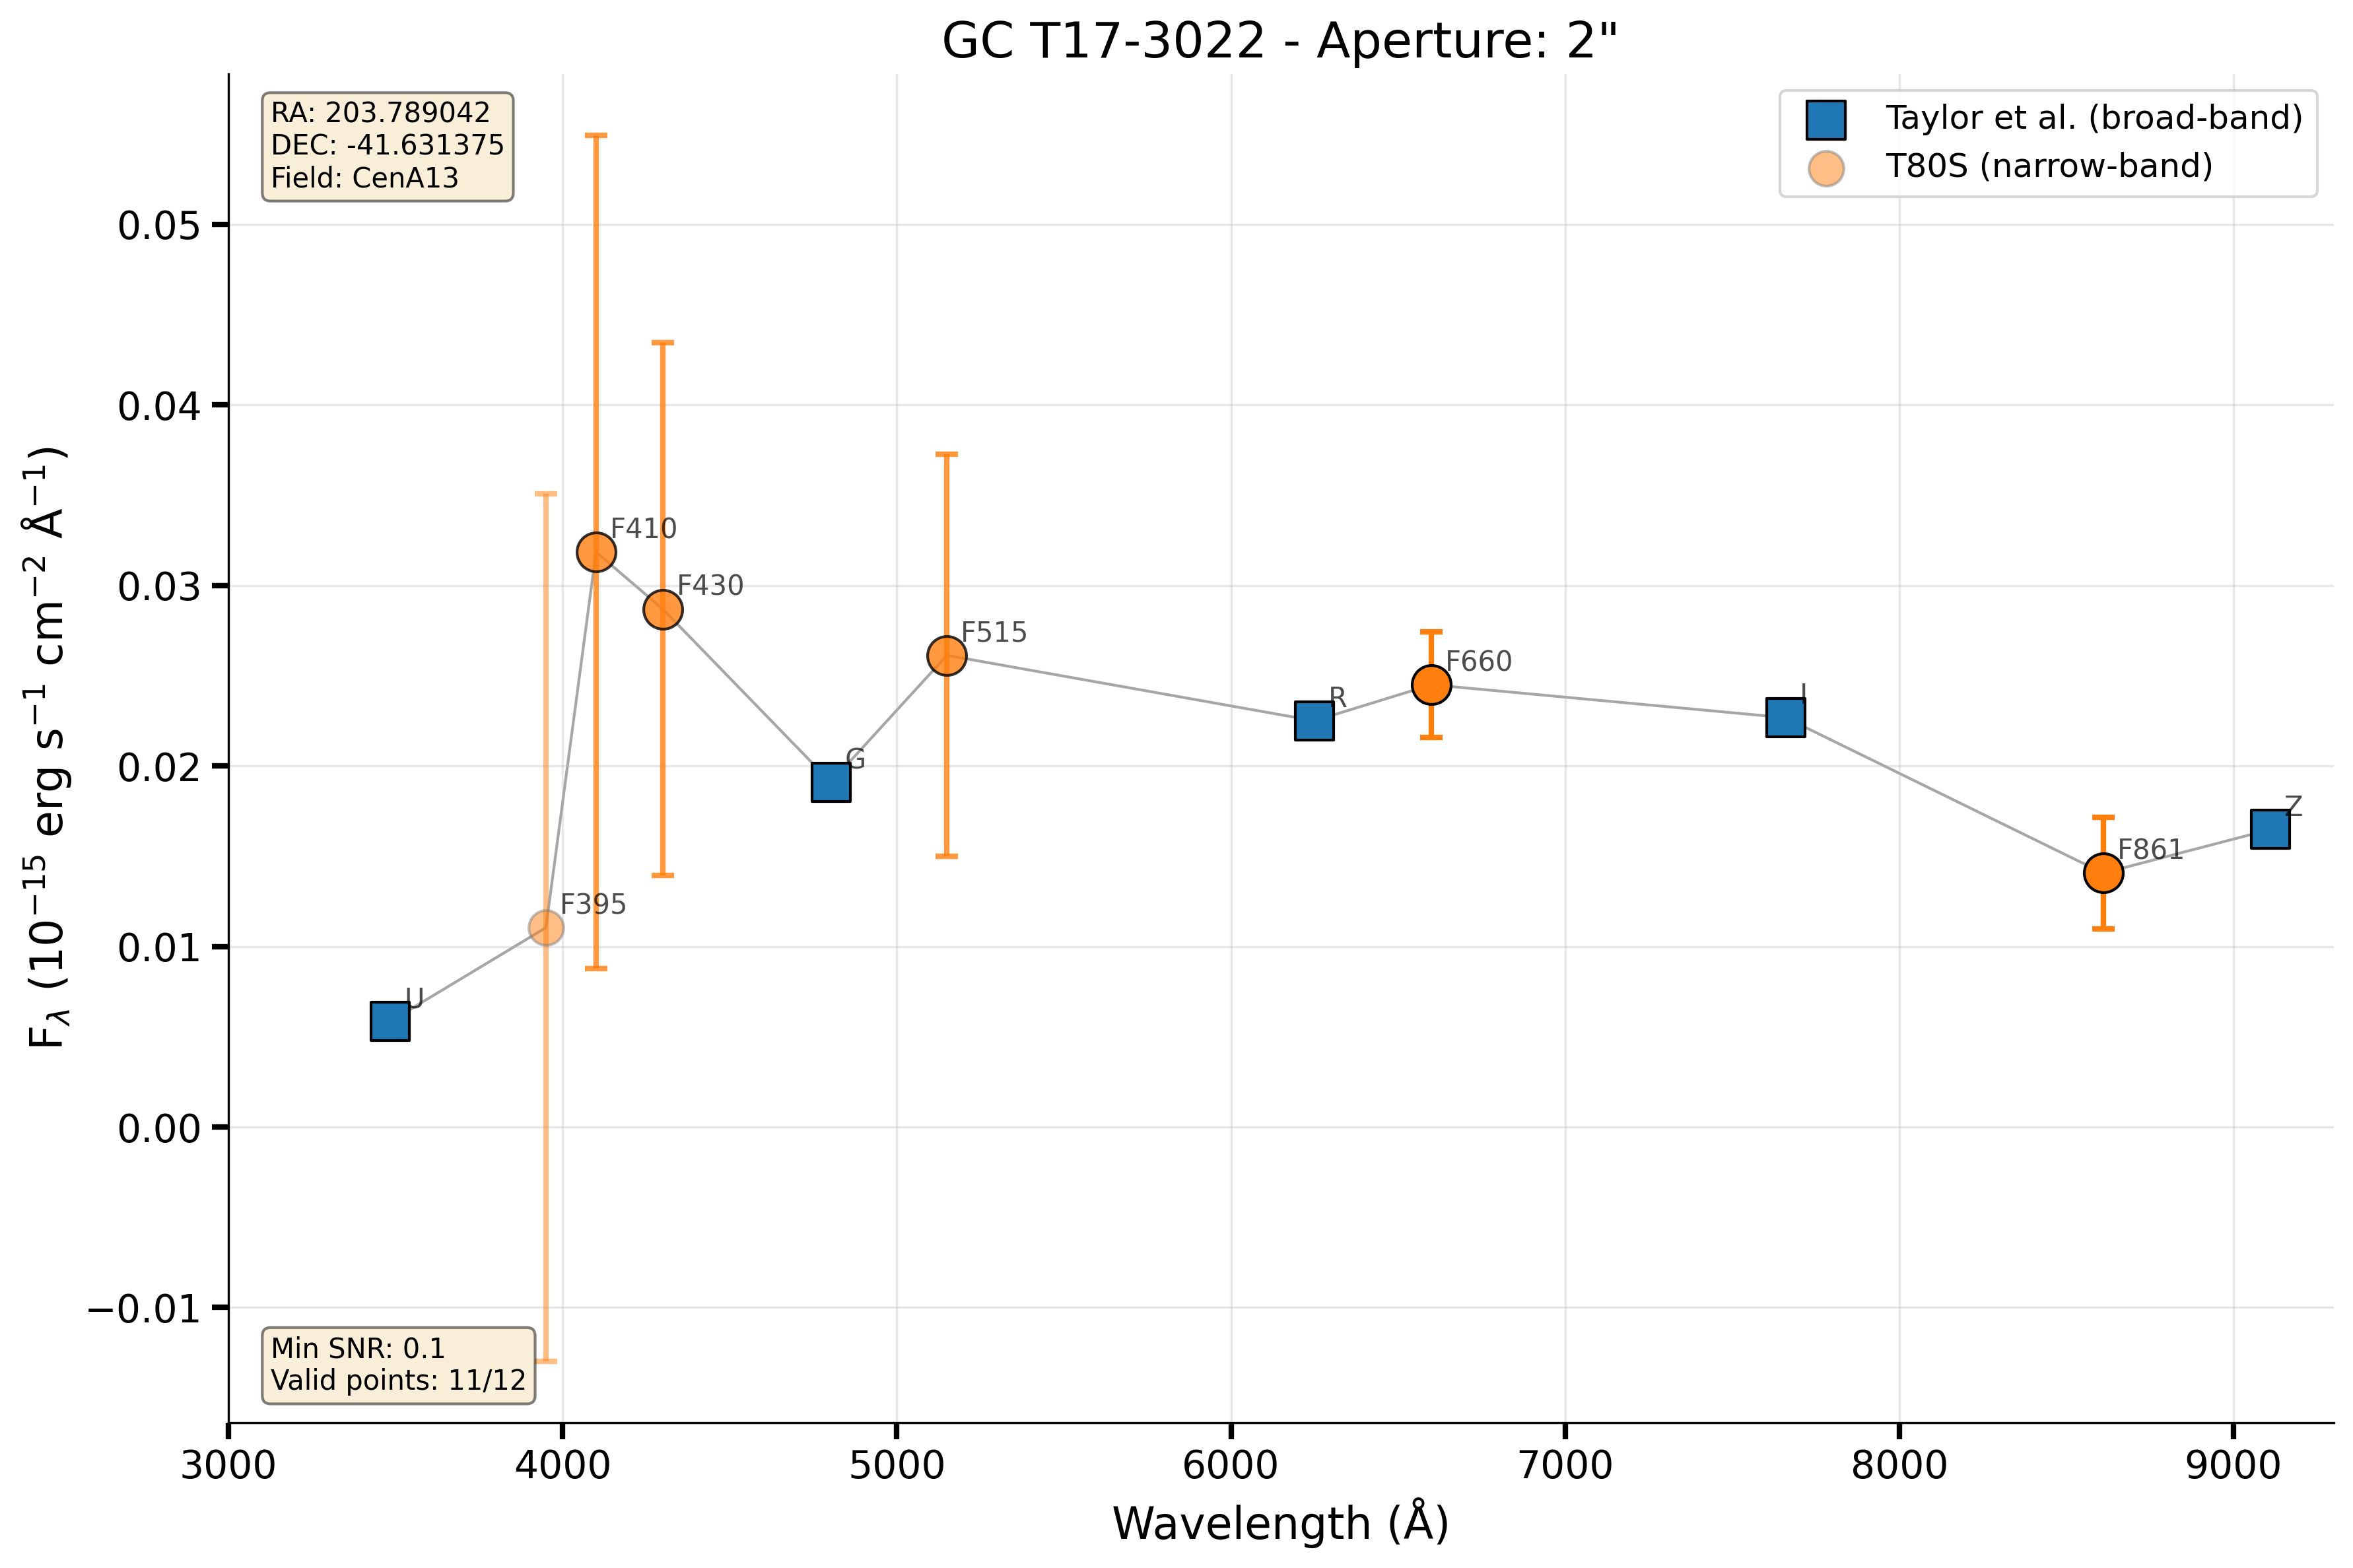 GC T17-3022 - Aperture: 2"
RA: 203.789042
DEC: -41.631375
Field: CenA13
Taylor et al. (broad-band)
T80S (narrow-band)
F_λ (10⁻¹⁵ erg s⁻¹ cm⁻² Å⁻¹)
0.05
0.04
0.03
0.02
0.01
0.00
−0.01
U
F395
F410
F430
G
F515
R
F660
I
F861
Z
Min SNR: 0.1
Valid points: 11/12
3000 4000 5000 6000 7000 8000 9000
Wavelength (Å)